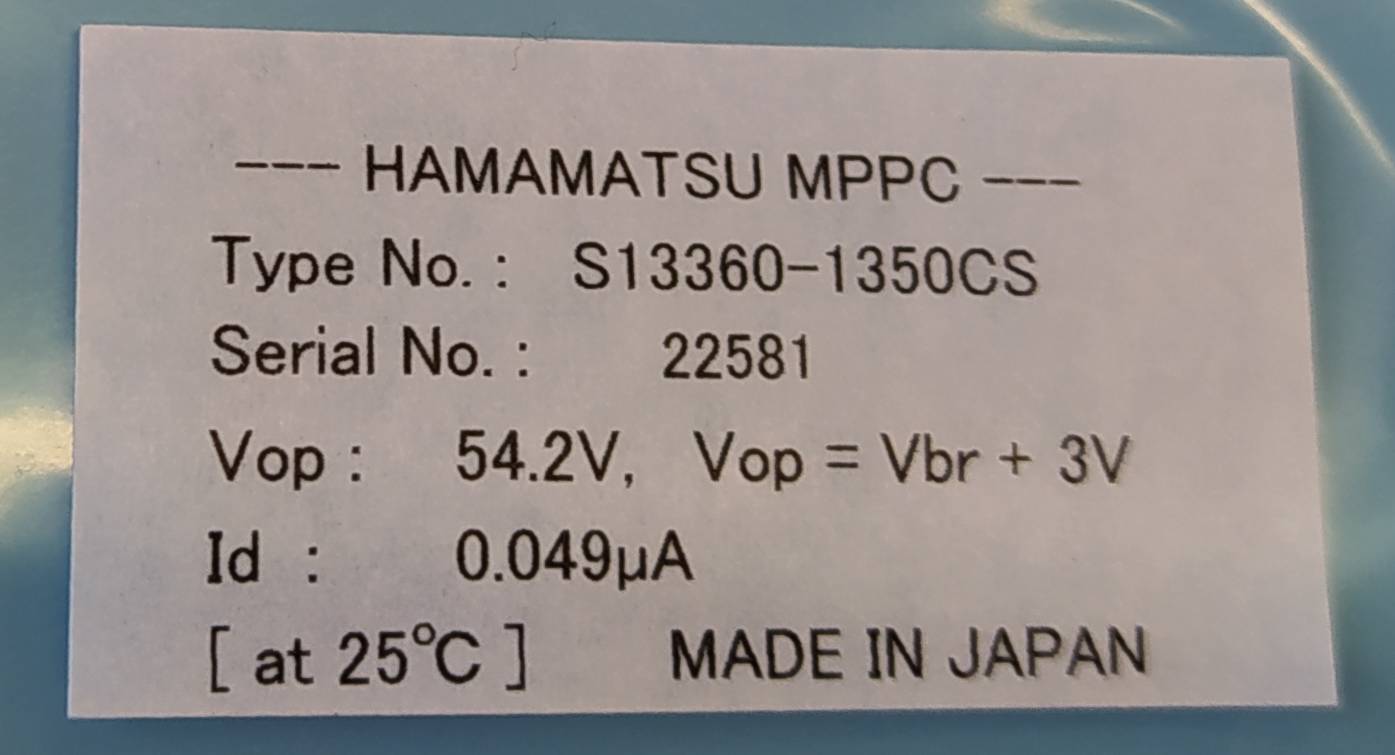 --- HAMAMATSU MPPC ---
Type No. : S13360-1350CS
Serial No. : 22581
Vop : 54.2V, Vop = Vbr + 3V
Id : 0.049μA
[ at 25℃ ] MADE IN JAPAN